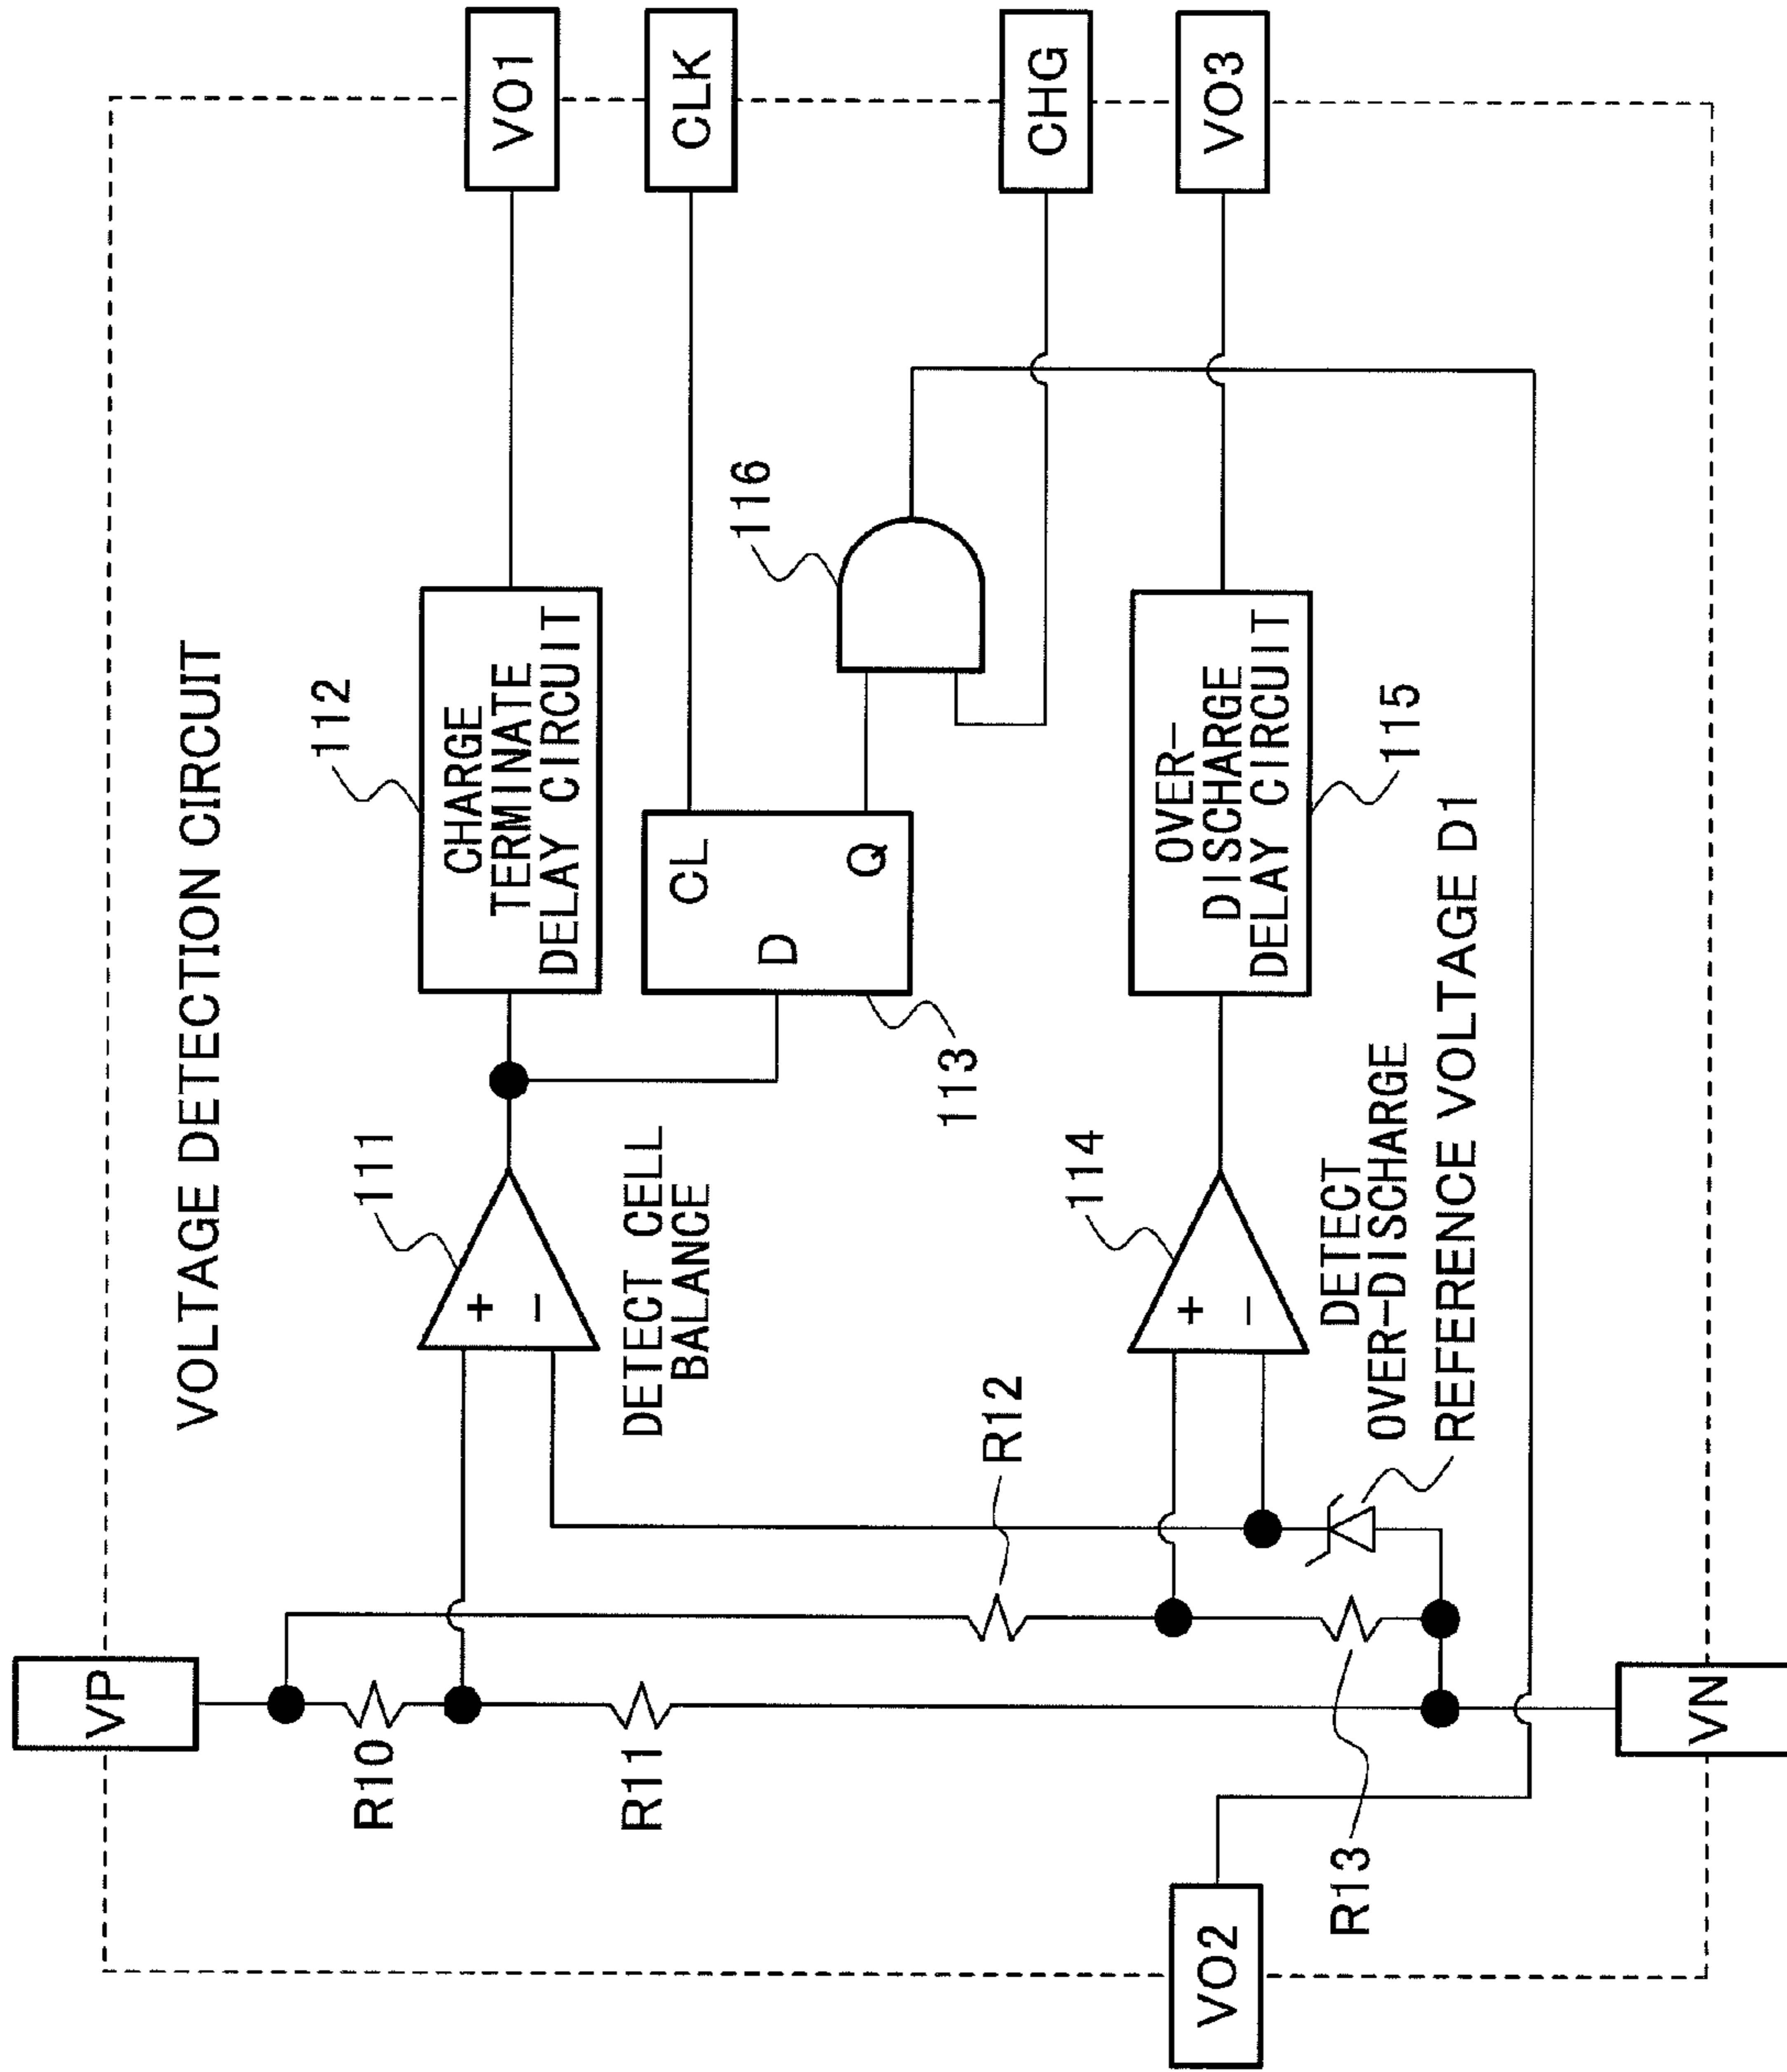 VOLTAGE DETECTION CIRCUIT
VP
VO1
R10
111
112
+
−
CHARGE
TERMINATE
DELAY CIRCUIT
DETECT CELL
BALANCE
R11
CLK
CL
D
Q
113
116
R12
CHG
114
+
−
OVER-
DISCHARGE
DELAY CIRCUIT
VO3
VO2
R13
DETECT
OVER-DISCHARGE
115
REFERENCE VOLTAGE D1
VN